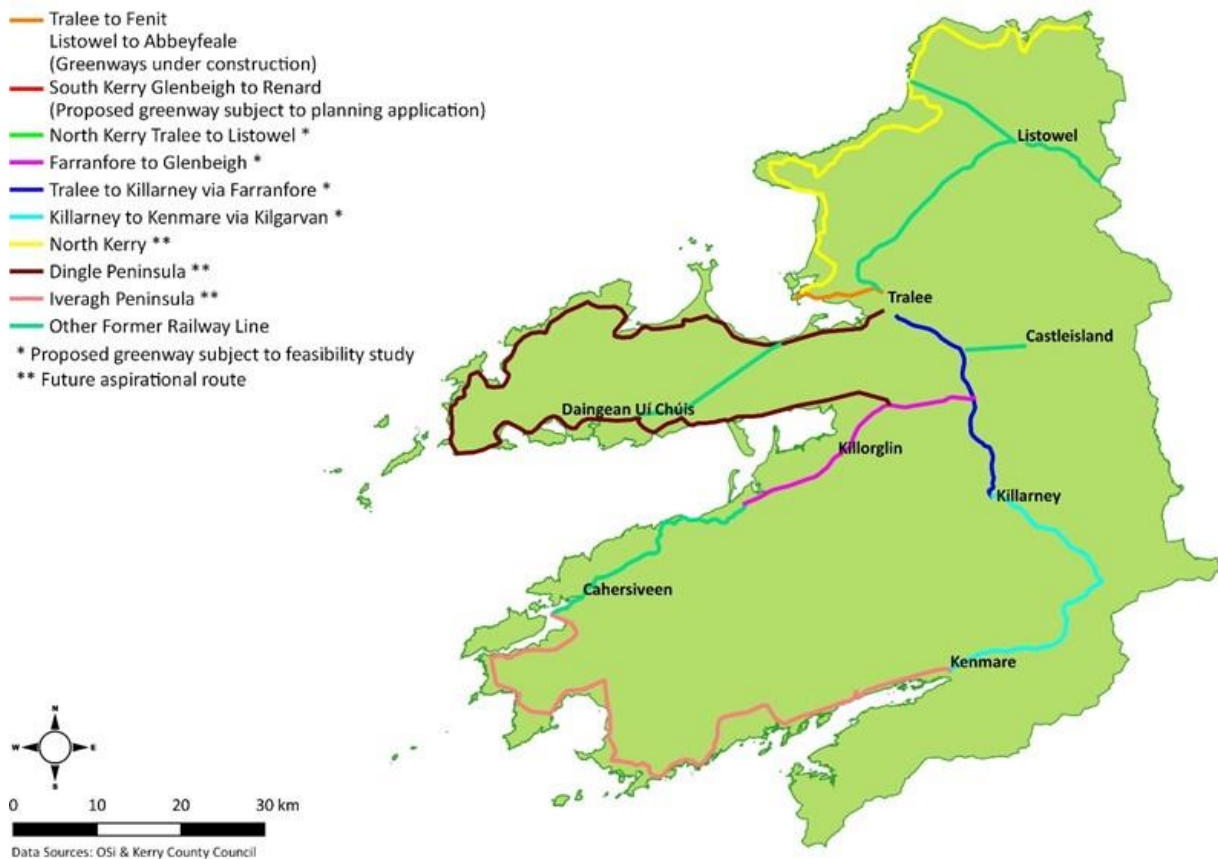 Tralee to Fenit
Listowel to Abbeyfeale
(Greenways under construction)
South Kerry Glenbeigh to Renard
(Proposed greenway subject to planning application)
North Kerry Tralee to Listowel *
Farranfore to Glenbeigh *
Tralee to Killarney via Farranfore *
Killarney to Kenmare via Kilgarvan *
North Kerry **
Dingle Peninsula **
Iveragh Peninsula **
Other Former Railway Line
* Proposed greenway subject to feasibility study
** Future aspirational route
Listowel
Tralee
Castleisland
Daingean Uí Chúis
Killorglin
Killarney
Cahersiveen
Kenmare
N
W E
S
0 10 20 30 km
Data Sources: OSi & Kerry County Council